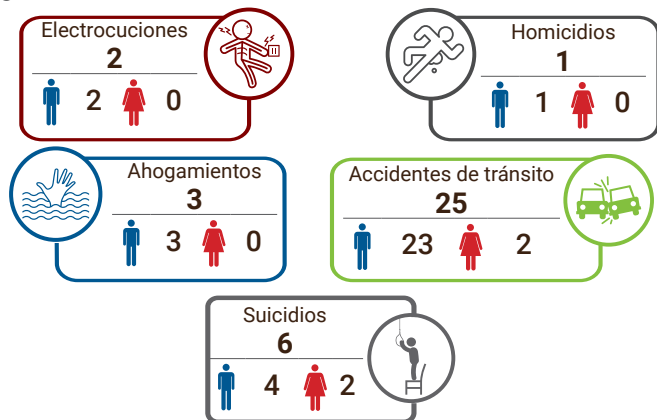 Electrocuciones
2
2 0
Homicidios
1
1 0
Ahogamientos
3
3 0
Accidentes de tránsito
25
23 2
Suicidios
6
4 2